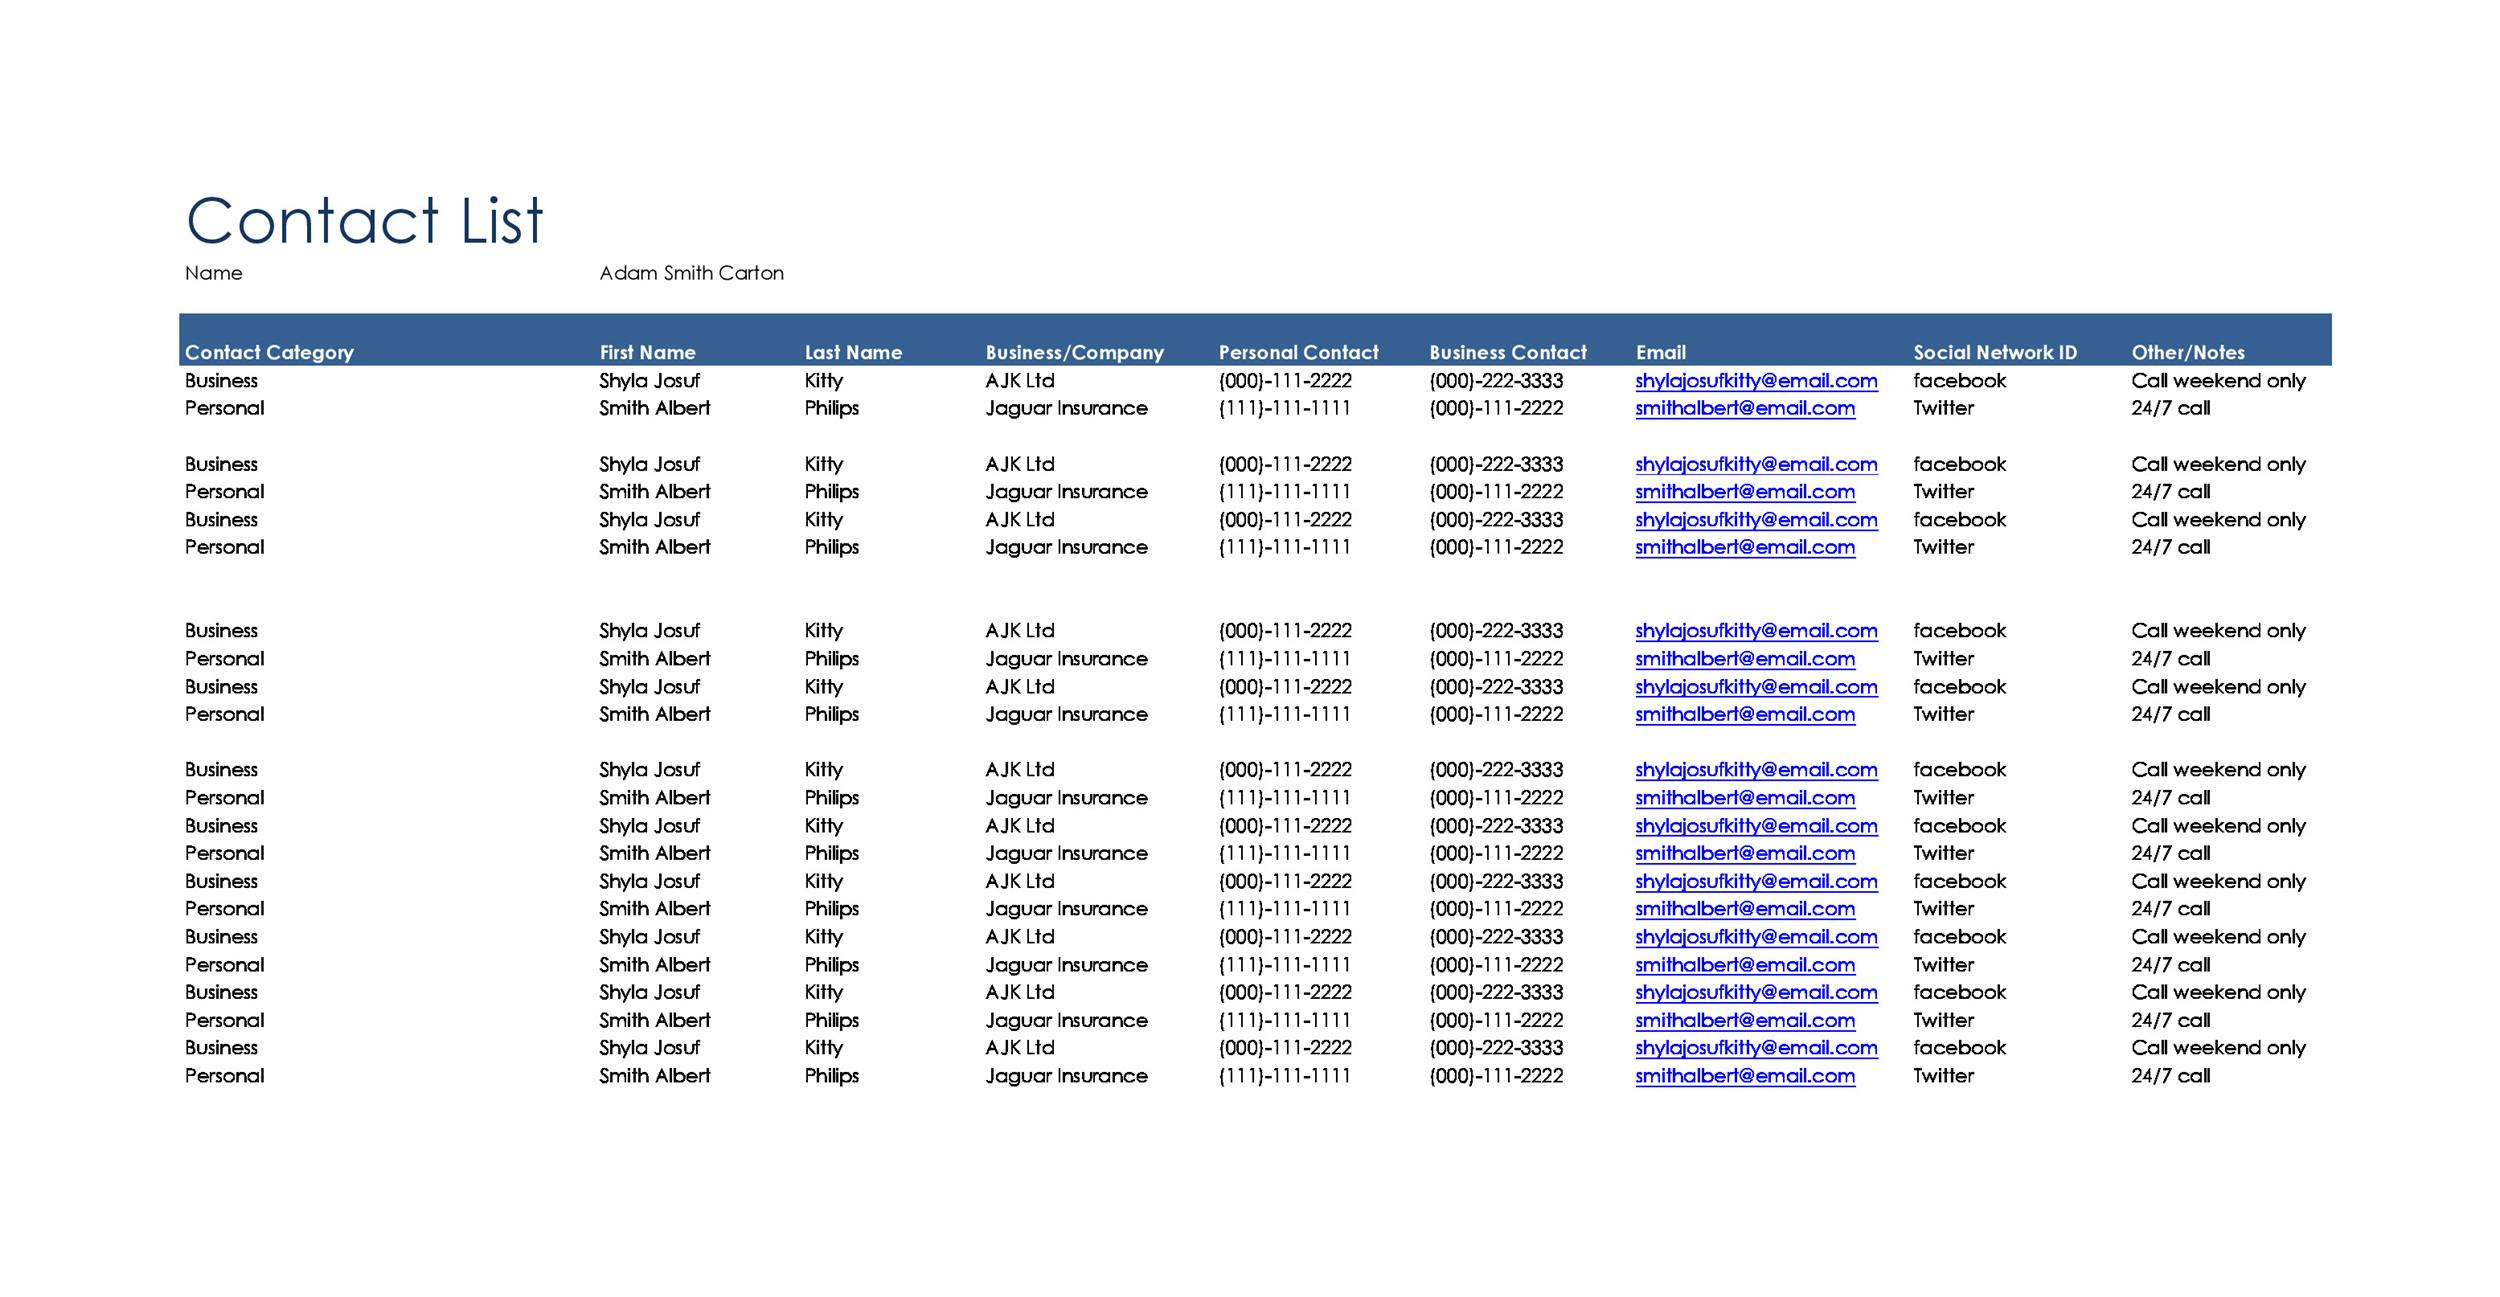 Contact List
Name Adam Smith Carton
Contact Category First Name Last Name Business/Company Personal Contact Business Contact Email Social Network ID Other/Notes
Business Shyla Josuf Kitty AJK Ltd (000)-111-2222 (000)-222-3333 shylajosufkitty@email.com facebook Call weekend only
Personal Smith Albert Philips Jaguar Insurance (111)-111-1111 (000)-111-2222 smithalbert@email.com Twitter 24/7 call
Business Shyla Josuf Kitty AJK Ltd (000)-111-2222 (000)-222-3333 shylajosufkitty@email.com facebook Call weekend only
Personal Smith Albert Philips Jaguar Insurance (111)-111-1111 (000)-111-2222 smithalbert@email.com Twitter 24/7 call
Business Shyla Josuf Kitty AJK Ltd (000)-111-2222 (000)-222-3333 shylajosufkitty@email.com facebook Call weekend only
Personal Smith Albert Philips Jaguar Insurance (111)-111-1111 (000)-111-2222 smithalbert@email.com Twitter 24/7 call
Business Shyla Josuf Kitty AJK Ltd (000)-111-2222 (000)-222-3333 shylajosufkitty@email.com facebook Call weekend only
Personal Smith Albert Philips Jaguar Insurance (111)-111-1111 (000)-111-2222 smithalbert@email.com Twitter 24/7 call
Business Shyla Josuf Kitty AJK Ltd (000)-111-2222 (000)-222-3333 shylajosufkitty@email.com facebook Call weekend only
Personal Smith Albert Philips Jaguar Insurance (111)-111-1111 (000)-111-2222 smithalbert@email.com Twitter 24/7 call
Business Shyla Josuf Kitty AJK Ltd (000)-111-2222 (000)-222-3333 shylajosufkitty@email.com facebook Call weekend only
Personal Smith Albert Philips Jaguar Insurance (111)-111-1111 (000)-111-2222 smithalbert@email.com Twitter 24/7 call
Business Shyla Josuf Kitty AJK Ltd (000)-111-2222 (000)-222-3333 shylajosufkitty@email.com facebook Call weekend only
Personal Smith Albert Philips Jaguar Insurance (111)-111-1111 (000)-111-2222 smithalbert@email.com Twitter 24/7 call
Business Shyla Josuf Kitty AJK Ltd (000)-111-2222 (000)-222-3333 shylajosufkitty@email.com facebook Call weekend only
Personal Smith Albert Philips Jaguar Insurance (111)-111-1111 (000)-111-2222 smithalbert@email.com Twitter 24/7 call
Business Shyla Josuf Kitty AJK Ltd (000)-111-2222 (000)-222-3333 shylajosufkitty@email.com facebook Call weekend only
Personal Smith Albert Philips Jaguar Insurance (111)-111-1111 (000)-111-2222 smithalbert@email.com Twitter 24/7 call
Business Shyla Josuf Kitty AJK Ltd (000)-111-2222 (000)-222-3333 shylajosufkitty@email.com facebook Call weekend only
Personal Smith Albert Philips Jaguar Insurance (111)-111-1111 (000)-111-2222 smithalbert@email.com Twitter 24/7 call
Business Shyla Josuf Kitty AJK Ltd (000)-111-2222 (000)-222-3333 shylajosufkitty@email.com facebook Call weekend only
Personal Smith Albert Philips Jaguar Insurance (111)-111-1111 (000)-111-2222 smithalbert@email.com Twitter 24/7 call